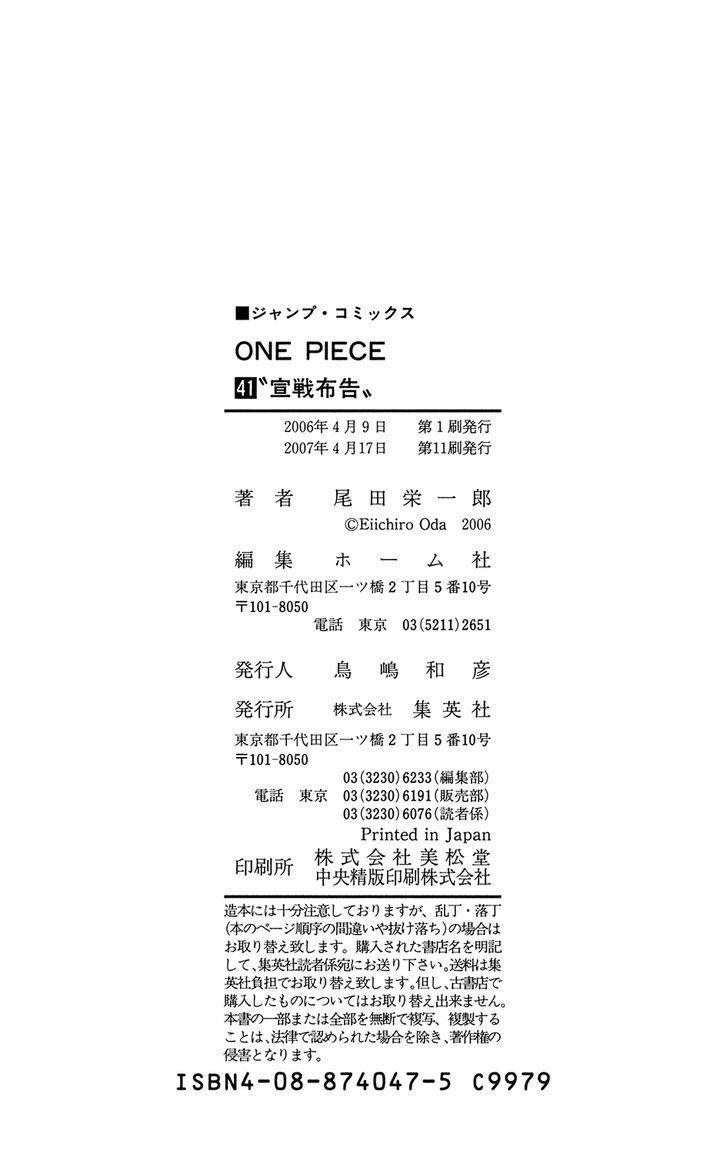 ■ジャンプ・コミックス
ONE PIECE
41〝宣戦布告〟
2006年4月9日　第1刷発行
2007年4月17日　第11刷発行
著者　尾田栄一郎
©Eiichiro Oda 2006
編集　ホーム社
東京都千代田区一ツ橋2丁目5番10号
〒101-8050
電話　東京　03(5211)2651
発行人　鳥嶋和彦
発行所　株式会社　集英社
東京都千代田区一ツ橋2丁目5番10号
〒101-8050
03(3230)6233(編集部)
電話　東京　03(3230)6191(販売部)
03(3230)6076(読者係)
Printed in Japan
印刷所　株式会社美松堂
中央精版印刷株式会社
造本には十分注意しておりますが、乱丁・落丁
(本のページ順序の間違いや抜け落ち)の場合は
お取り替え致します。購入された書店名を明記
して、集英社読者係宛にお送り下さい。送料は集
英社負担でお取り替え致します。但し、古書店で
購入したものについてはお取り替え出来ません。
本書の一部または全部を無断で複写、複製する
ことは、法律で認められた場合を除き、著作権の
侵害となります。
ISBN4-08-874047-5 C9979